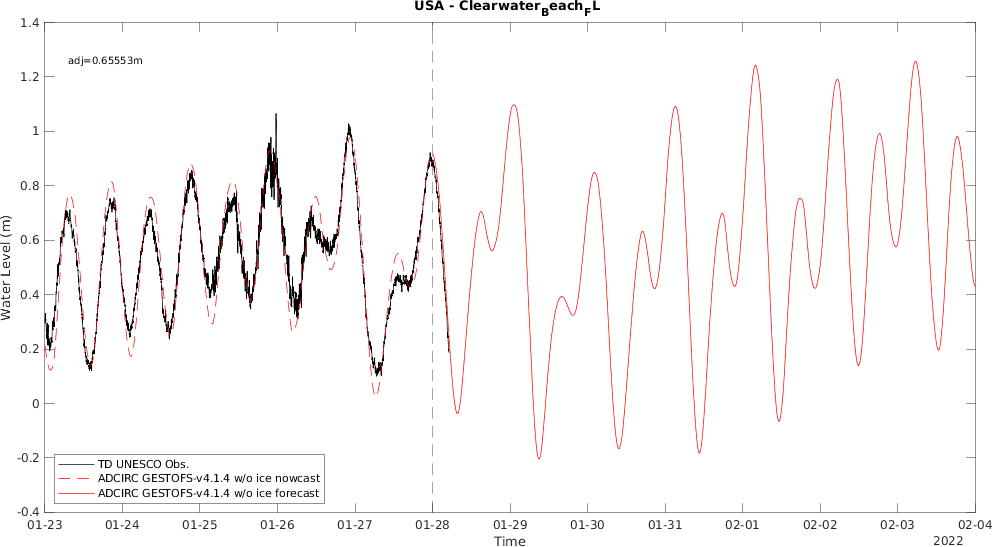 USA - ClearwaterBeachFL
adj=0.65553m
1.4
1.2
1
0.8
0.6
0.4
0.2
0
-0.2
-0.4
Water Level (m)
TD UNESCO Obs.
ADCIRC GESTOFS-v4.1.4 w/o ice nowcast
ADCIRC GESTOFS-v4.1.4 w/o ice forecast
01-23 01-24 01-25 01-26 01-27 01-28 01-29 01-30 01-31 02-01 02-02 02-03 02-04
Time
2022